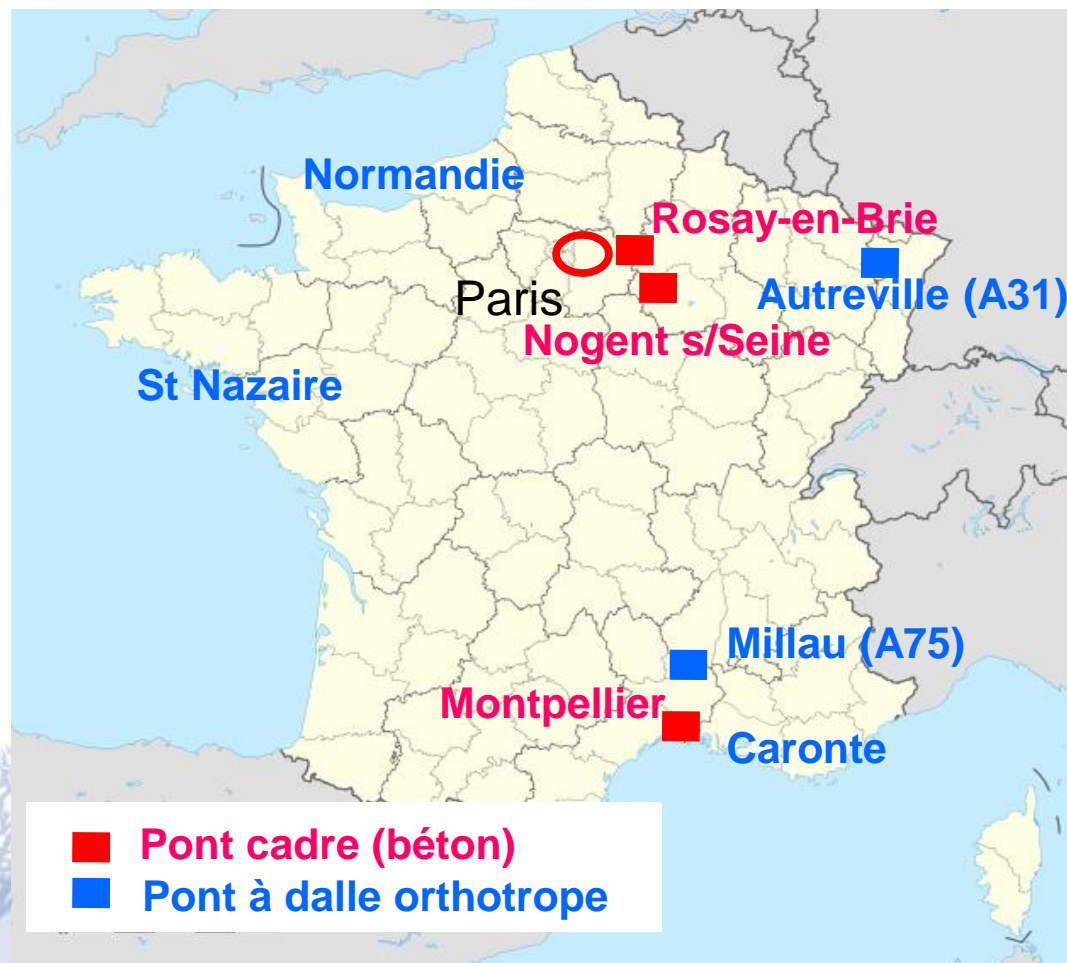 Normandie
Rosay-en-Brie
Paris
Autreville (A31)
Nogent s/Seine
St Nazaire
Millau (A75)
Montpellier
Caronte
Pont cadre (béton)
Pont à dalle orthotrope